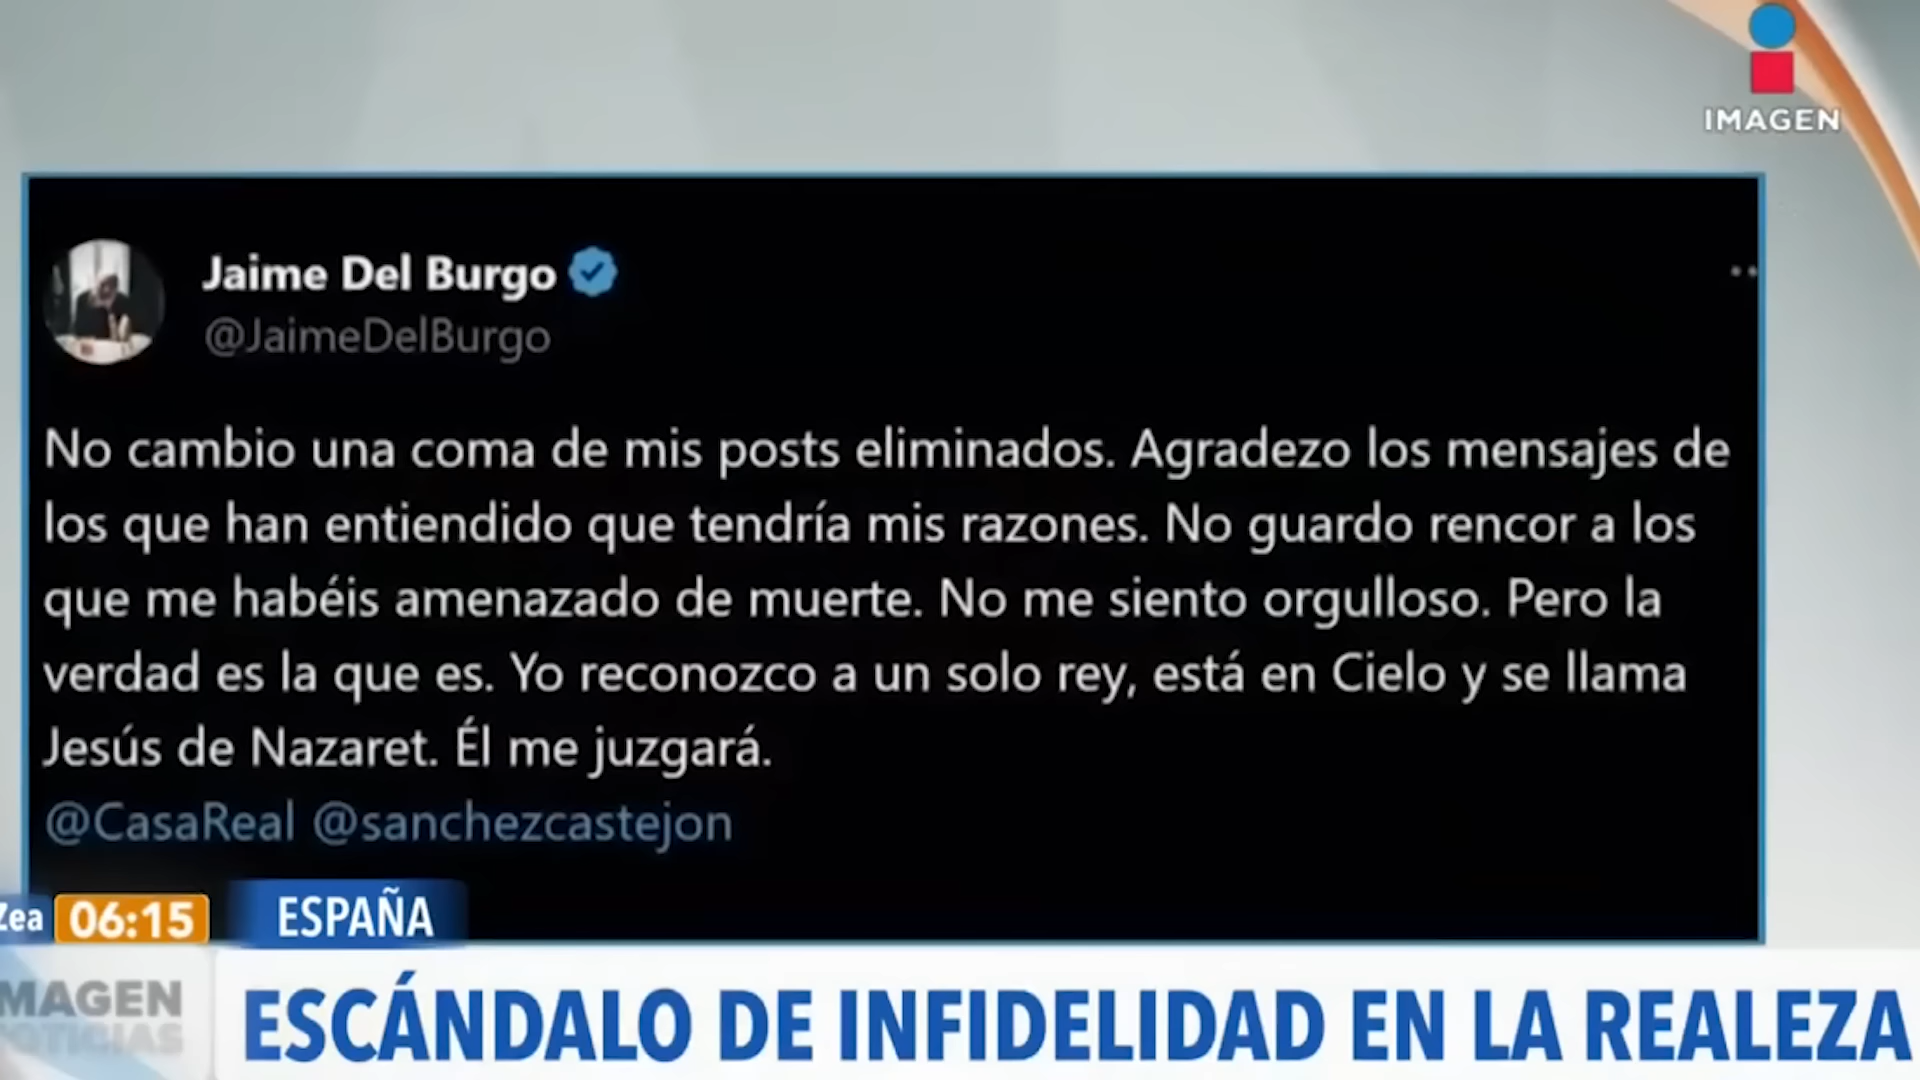 IMAGEN
Jaime Del Burgo
@JaimeDelBurgo
No cambio una coma de mis posts eliminados. Agradezo los mensajes de
los que han entiendido que tendría mis razones. No guardo rencor a los
que me habéis amenazado de muerte. No me siento orgulloso. Pero la
verdad es la que es. Yo reconozco a un solo rey, está en Cielo y se llama
Jesús de Nazaret. Él me juzgará.
@CasaReal @sanchezcastejon
Zea 06:15 ESPAÑA
MAGEN
OTICIAS
ESCÁNDALO DE INFIDELIDAD EN LA REALEZA